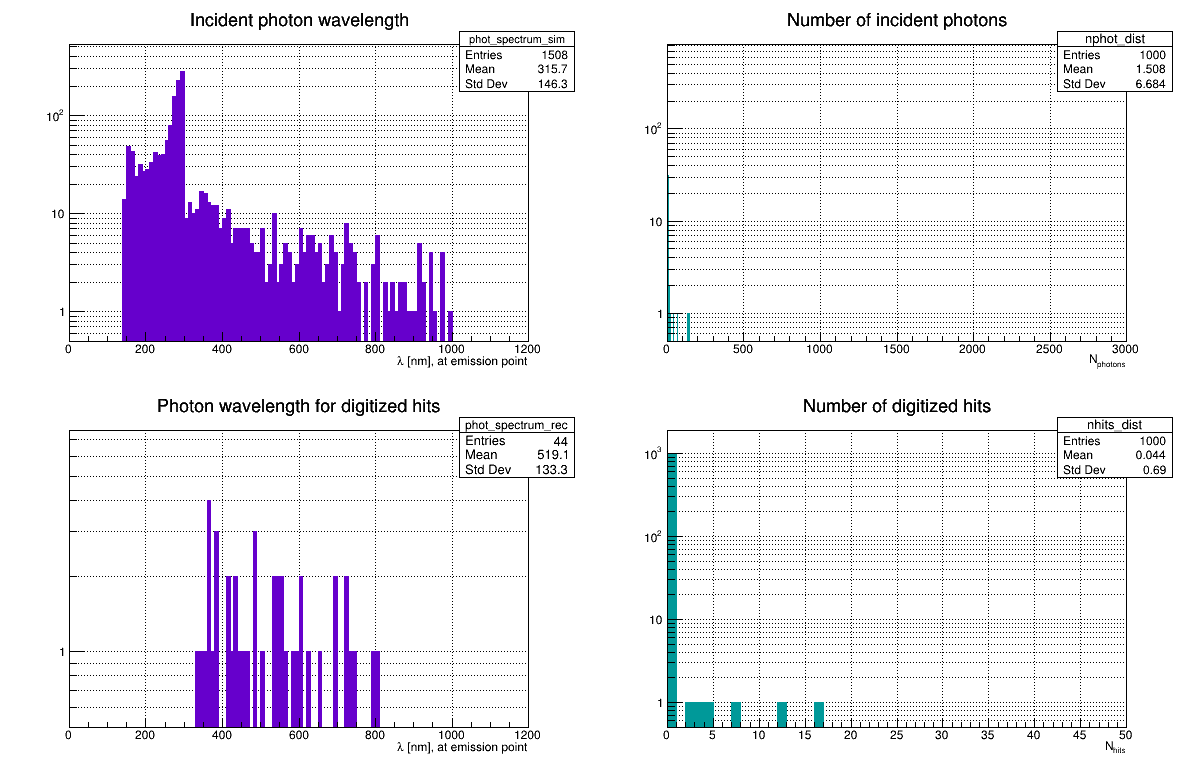 Incident photon wavelength
phot_spectrum_sim
Entries 1508
Mean 315.7
Std Dev 146.3
10²
10
1
0 200 400 600 800 1000 1200
λ [nm], at emission point
Number of incident photons
nphot_dist
Entries 1000
Mean 1.508
Std Dev 6.684
10²
10
1
0 500 1000 1500 2000 2500 3000
Nphotons
Photon wavelength for digitized hits
phot_spectrum_rec
Entries 44
Mean 519.1
Std Dev 133.3
1
0 200 400 600 800 1000 1200
λ [nm], at emission point
Number of digitized hits
nhits_dist
Entries 1000
Mean 0.044
Std Dev 0.69
10³
10²
10
1
0 5 10 15 20 25 30 35 40 45 50
Nhits